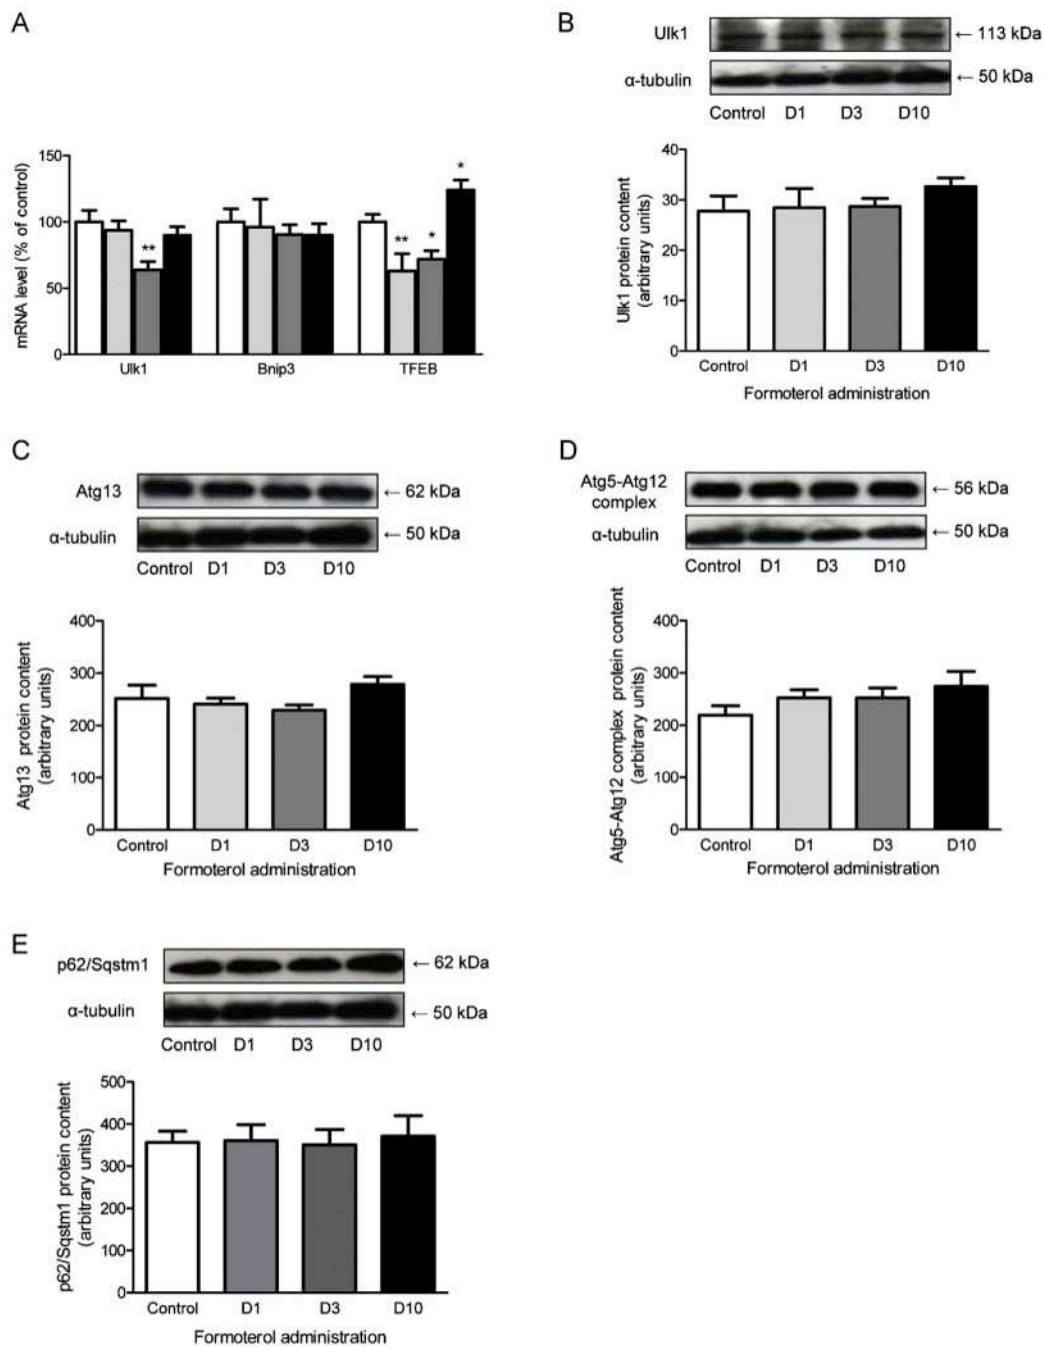 A
mRNA level (% of control)
150
100
50
0
**
**
*
*
Ulk1 Bnip3 TFEB
B
Ulk1 ← 113 kDa
α-tubulin ← 50 kDa
Control D1 D3 D10
Ulk1 protein content
(arbitrary units)
40
30
20
10
0
Control D1 D3 D10
Formoterol administration
C
Atg13 ← 62 kDa
α-tubulin ← 50 kDa
Control D1 D3 D10
Atg13 protein content
(arbitrary units)
400
300
200
100
0
Control D1 D3 D10
Formoterol administration
D
Atg5-Atg12
complex ← 56 kDa
α-tubulin ← 50 kDa
Control D1 D3 D10
Atg5-Atg12 complex protein content
(arbitrary units)
400
300
200
100
0
Control D1 D3 D10
Formoterol administration
E
p62/Sqstm1 ← 62 kDa
α-tubulin ← 50 kDa
Control D1 D3 D10
p62/Sqstm1 protein content
(arbitrary units)
500
400
300
200
100
0
Control D1 D3 D10
Formoterol administration